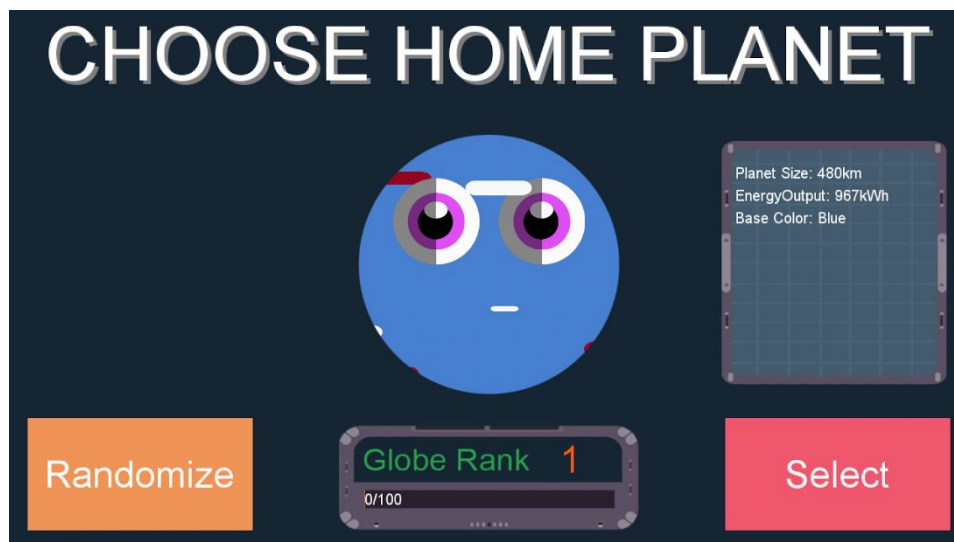 CHOOSE HOME PLANET
Planet Size: 480km
EnergyOutput: 967kWh
Base Color: Blue
Randomize
Globe Rank 1
0/100
Select